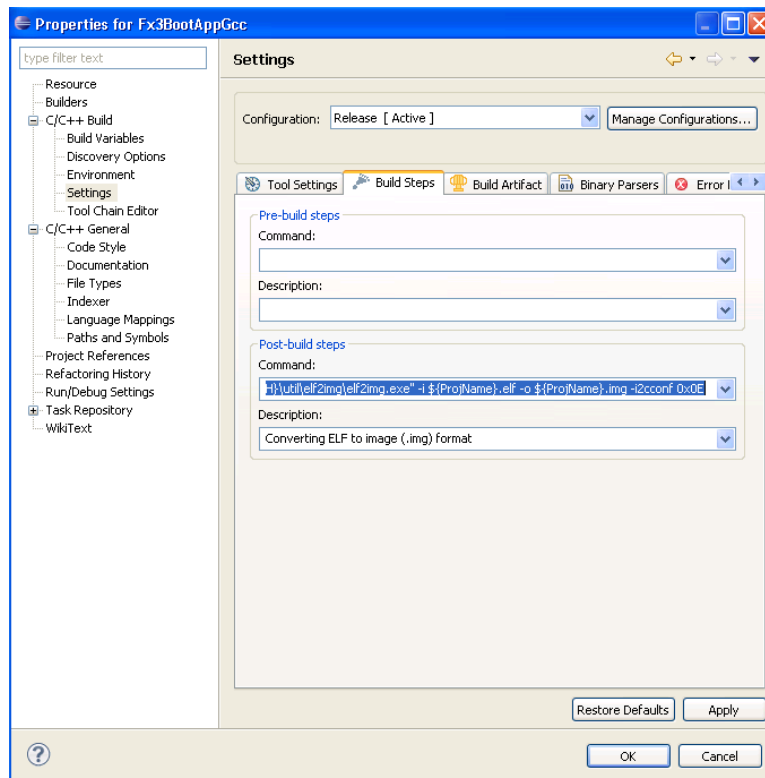 Properties for Fx3BootAppGcc
type filter text
Resource
Builders
C/C++ Build
Build Variables
Discovery Options
Environment
Settings
Tool Chain Editor
C/C++ General
Code Style
Documentation
File Types
Indexer
Language Mappings
Paths and Symbols
Project References
Refactoring History
Run/Debug Settings
Task Repository
WikiText
Settings
Configuration: Release [ Active ] Manage Configurations...
Tool Settings Build Steps Build Artifact Binary Parsers Error
Pre-build steps
Command:
Description:
Post-build steps
Command:
H}\util\elf2img\elf2img.exe" -i ${ProjName}.elf -o ${ProjName}.img -i2cconf 0x0E
Description:
Converting ELF to image (.img) format
Restore Defaults Apply
? OK Cancel